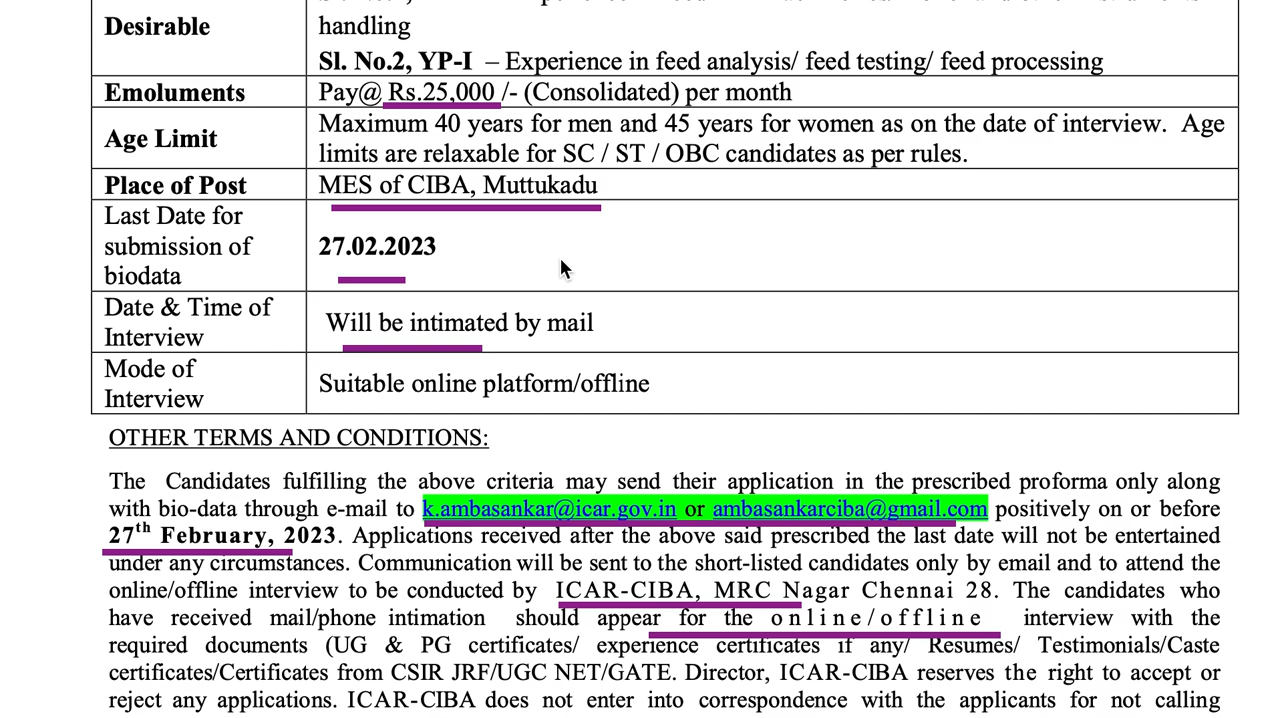 Desirable
handling
Sl. No.2, YP-I – Experience in feed analysis/ feed testing/ feed processing
Emoluments
Pay@ Rs.25,000 /- (Consolidated) per month
Age Limit
Maximum 40 years for men and 45 years for women as on the date of interview. Age
limits are relaxable for SC / ST / OBC candidates as per rules.
Place of Post
MES of CIBA, Muttukadu
Last Date for
submission of
biodata
27.02.2023
Date & Time of
Interview
Will be intimated by mail
Mode of
Interview
Suitable online platform/offline
OTHER TERMS AND CONDITIONS:
The Candidates fulfilling the above criteria may send their application in the prescribed proforma only along
with bio-data through e-mail to k.ambasankar@icar.gov.in or ambasankarciba@gmail.com positively on or before
27th February, 2023. Applications received after the above said prescribed the last date will not be entertained
under any circumstances. Communication will be sent to the short-listed candidates only by email and to attend the
online/offline interview to be conducted by ICAR-CIBA, MRC Nagar Chennai 28. The candidates who
have received mail/phone intimation should appear for the online/offline interview with the
required documents (UG & PG certificates/ experience certificates if any/ Resumes/ Testimonials/Caste
certificates/Certificates from CSIR JRF/UGC NET/GATE. Director, ICAR-CIBA reserves the right to accept or
reject any applications. ICAR-CIBA does not enter into correspondence with the applicants for not calling